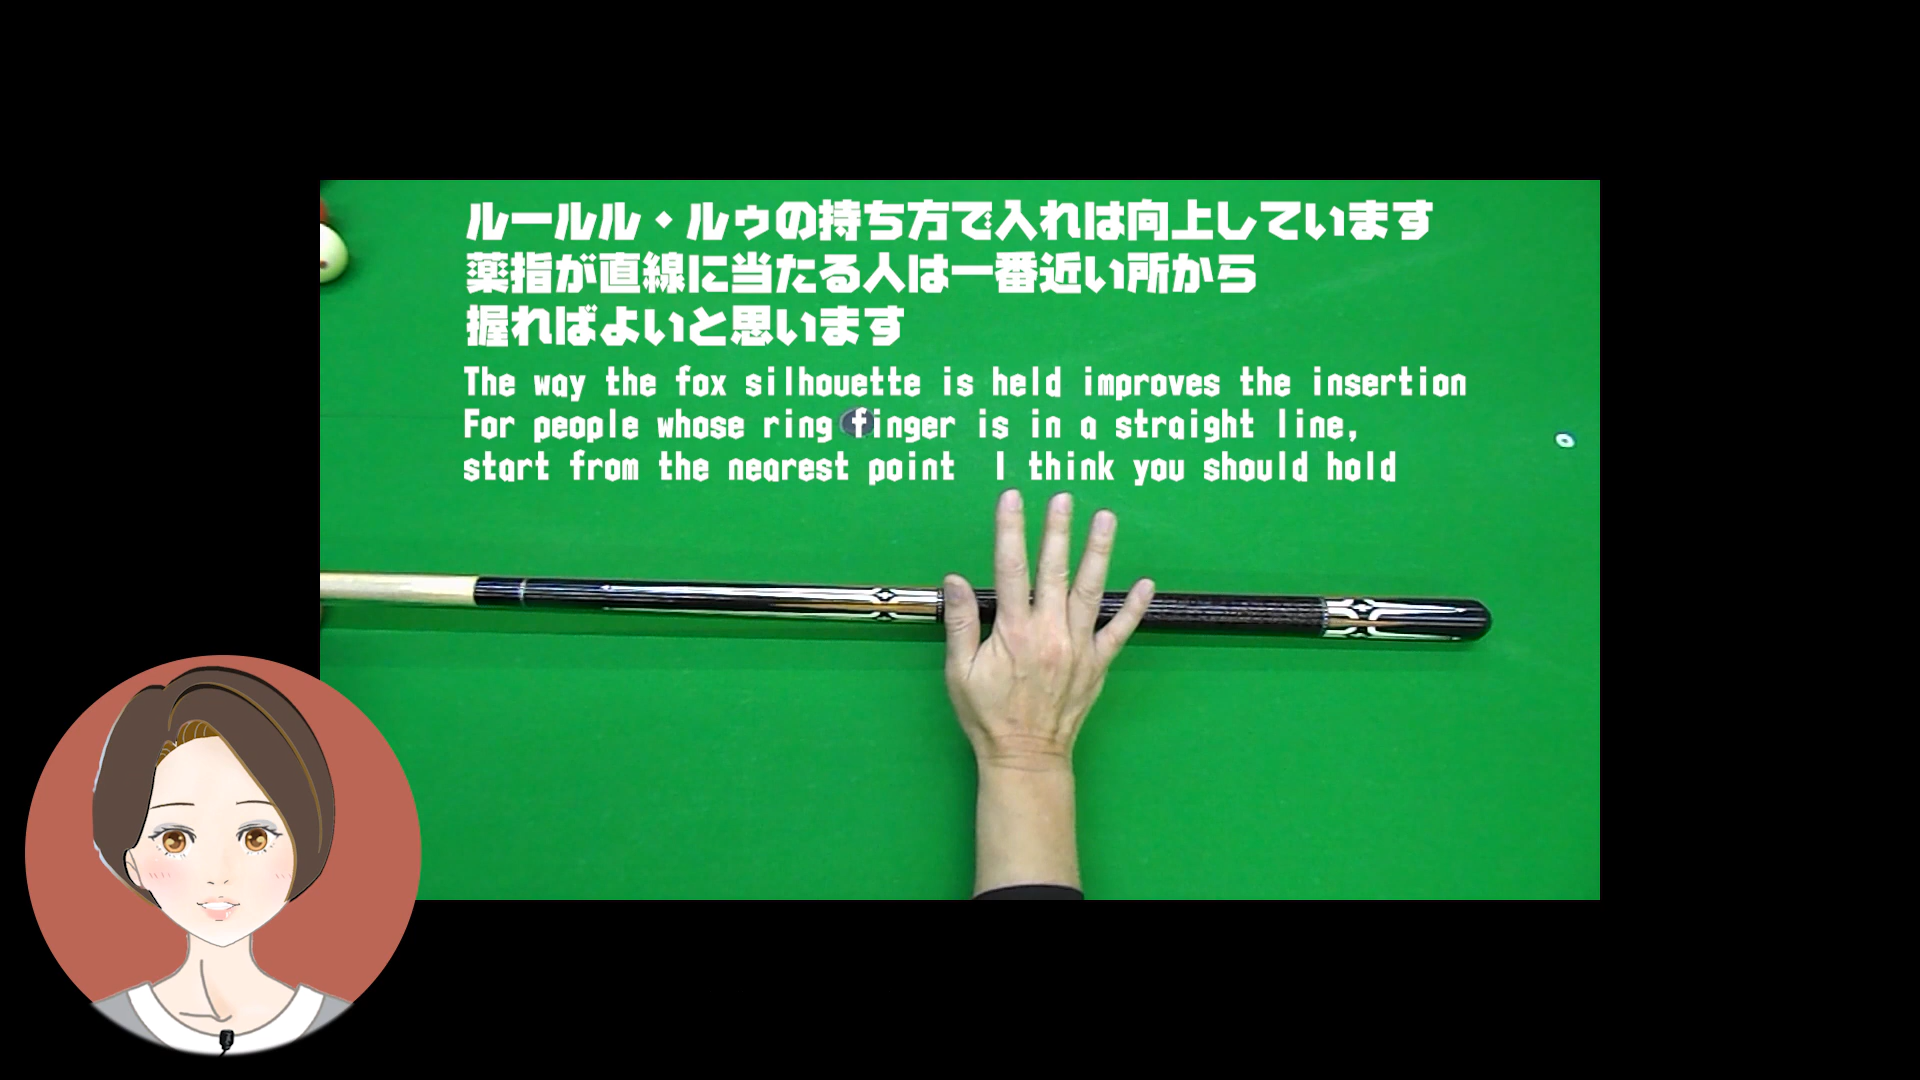 ルールル・ルゥの持ち方で入れは向上しています
薬指が直線に当たる人は一番近い所から
握ればよいと思います
The way the fox silhouette is held improves the insertion
For people whose ring finger is in a straight line,
start from the nearest point  I think you should hold